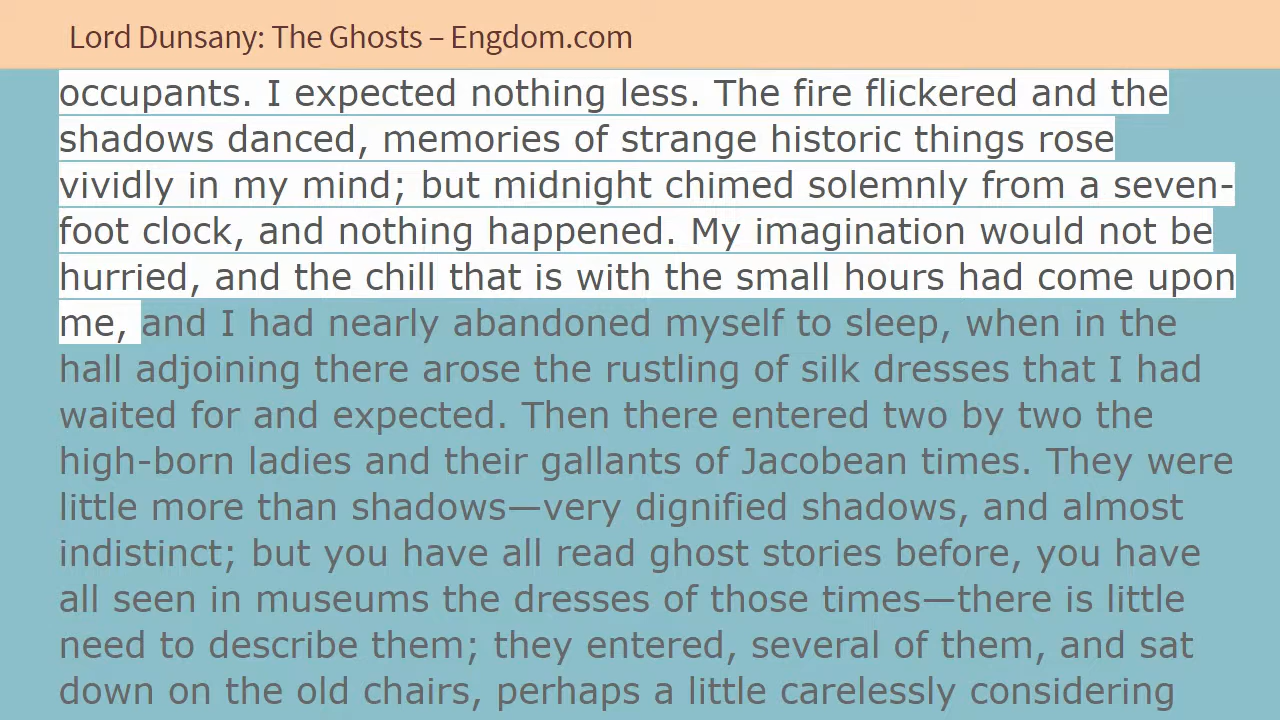 Lord Dunsany: The Ghosts – Engdom.com
occupants. I expected nothing less. The fire flickered and the
shadows danced, memories of strange historic things rose
vividly in my mind; but midnight chimed solemnly from a seven-
foot clock, and nothing happened. My imagination would not be
hurried, and the chill that is with the small hours had come upon
me, and I had nearly abandoned myself to sleep, when in the
hall adjoining there arose the rustling of silk dresses that I had
waited for and expected. Then there entered two by two the
high-born ladies and their gallants of Jacobean times. They were
little more than shadows—very dignified shadows, and almost
indistinct; but you have all read ghost stories before, you have
all seen in museums the dresses of those times—there is little
need to describe them; they entered, several of them, and sat
down on the old chairs, perhaps a little carelessly considering